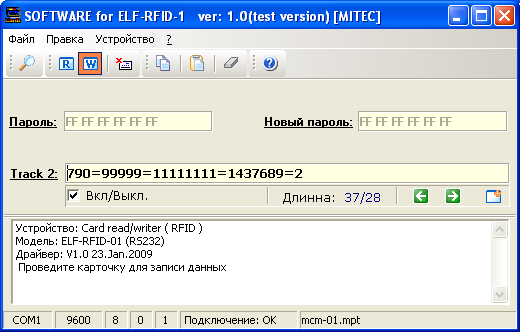 SOFTWARE for ELF-RFID-1 ver: 1.0(test version) [MITEC]
Файл Правка Устройство ?
R W
Пароль: FF FF FF FF FF FF Новый пароль: FF FF FF FF FF FF
Track 2: 790=99999=11111111=1437689=2
Вкл/Выкл. Длинна: 37/28
Устройство: Card read/writer ( RFID )
Модель: ELF-RFID-01 (RS232)
Драйвер: V1.0 23.Jan.2009
Проведите карточку для записи данных
COM1 9600 8 0 1 Подключение: OK mcm-01.mpt